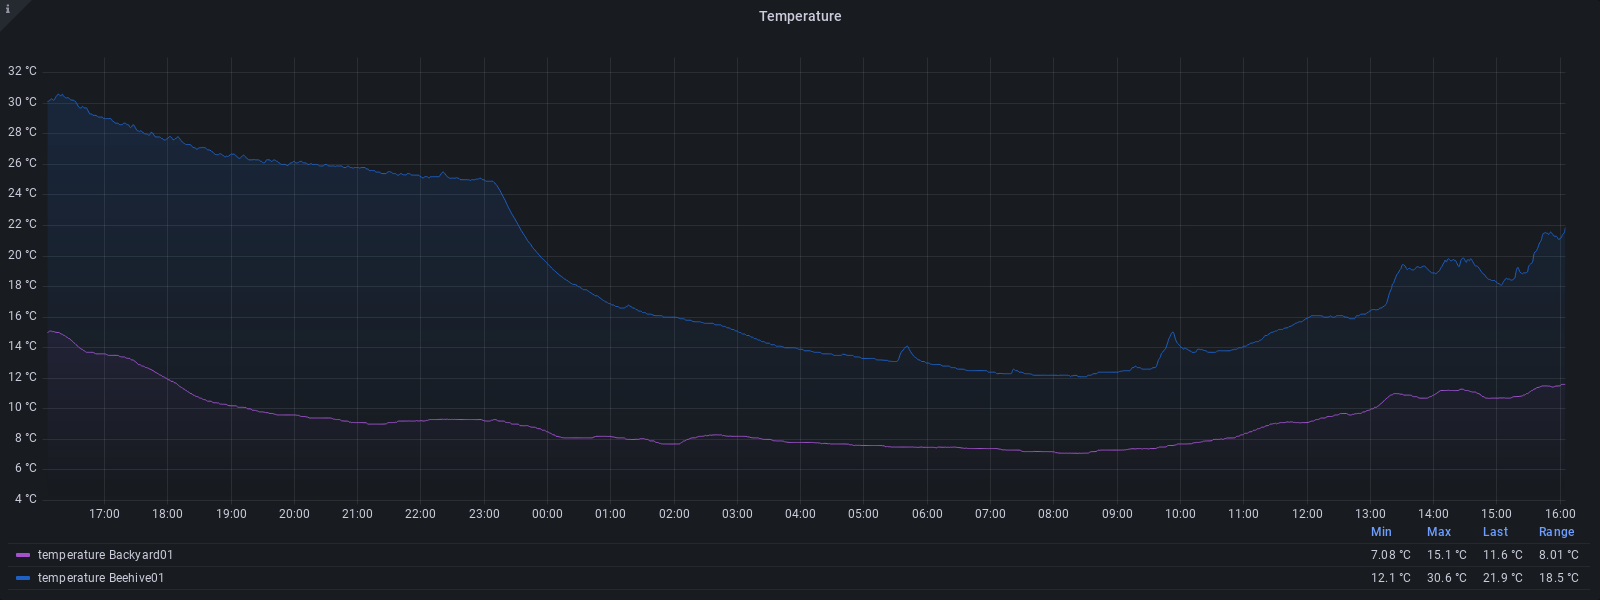 i
Temperature
32 °C
30 °C
28 °C
26 °C
24 °C
22 °C
20 °C
18 °C
16 °C
14 °C
12 °C
10 °C
8 °C
6 °C
4 °C
17:00 18:00 19:00 20:00 21:00 22:00 23:00 00:00 01:00 02:00 03:00 04:00 05:00 06:00 07:00 08:00 09:00 10:00 11:00 12:00 13:00 14:00 15:00 16:00
Min Max Last Range
temperature Backyard01 7.08 °C 15.1 °C 11.6 °C 8.01 °C
temperature Beehive01 12.1 °C 30.6 °C 21.9 °C 18.5 °C